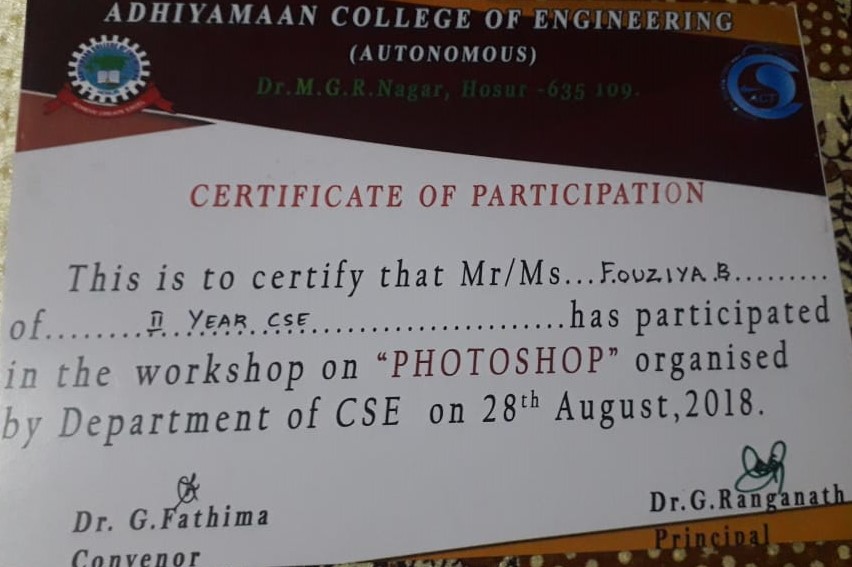 ADHIYAMAAN COLLEGE OF ENGINEERING
(AUTONOMOUS)
Dr.M.G.R.Nagar, Hosur -635 109.
ACT
CERTIFICATE OF PARTICIPATION
This is to certify that Mr/Ms...FOUZIYA.B.........
of........II YEAR CSE..........................has participated
in the workshop on “PHOTOSHOP” organised
by Department of CSE on 28th August,2018.
Dr. G.Fathima
Convenor
Dr.G.Ranganath
Principal